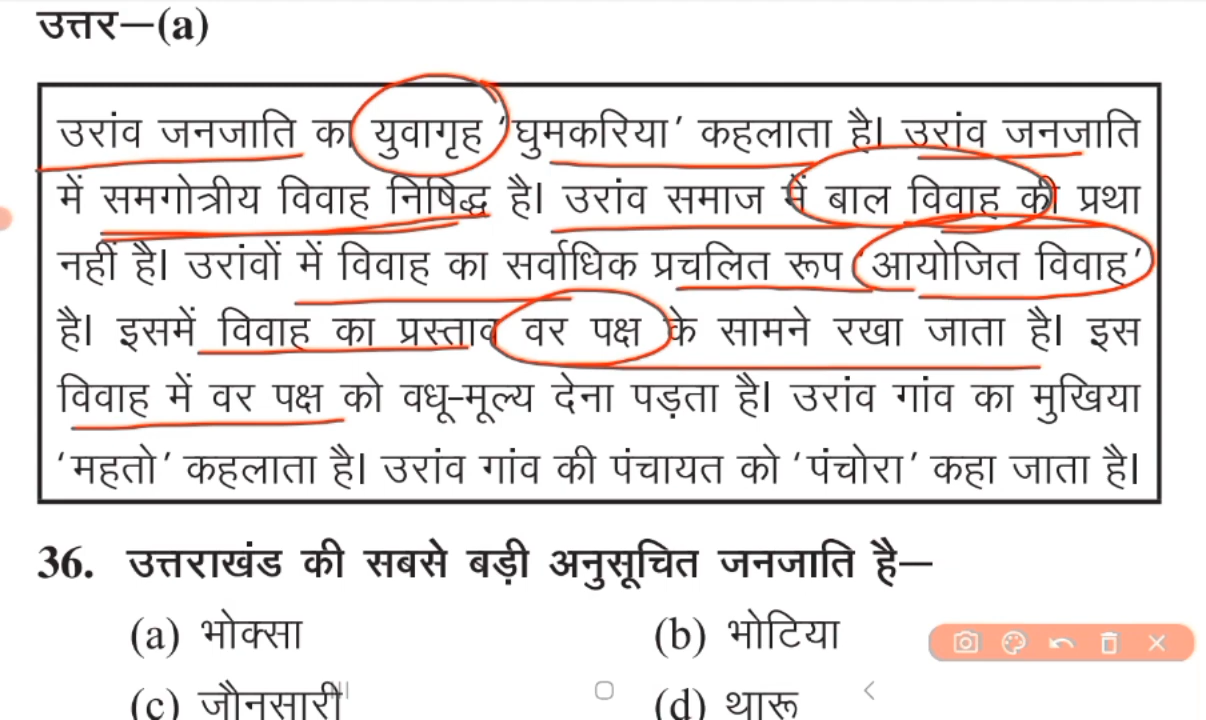 उत्तर—(a)
उरांव जनजाति का युवागृह 'घुमकरिया' कहलाता है। उरांव जनजाति
में समगोत्रीय विवाह निषिद्ध है। उरांव समाज में बाल विवाह की प्रथा
नहीं है। उरांवों में विवाह का सर्वाधिक प्रचलित रूप 'आयोजित विवाह'
है। इसमें विवाह का प्रस्ताव वर पक्ष के सामने रखा जाता है। इस
विवाह में वर पक्ष को वधू-मूल्य देना पड़ता है। उरांव गांव का मुखिया
'महतो' कहलाता है। उरांव गांव की पंचायत को 'पंचोरा' कहा जाता है।
36. उत्तराखंड की सबसे बड़ी अनुसूचित जनजाति है—
(a) भोक्सा (b) भोटिया
(c) जौनसारी (d) थारू